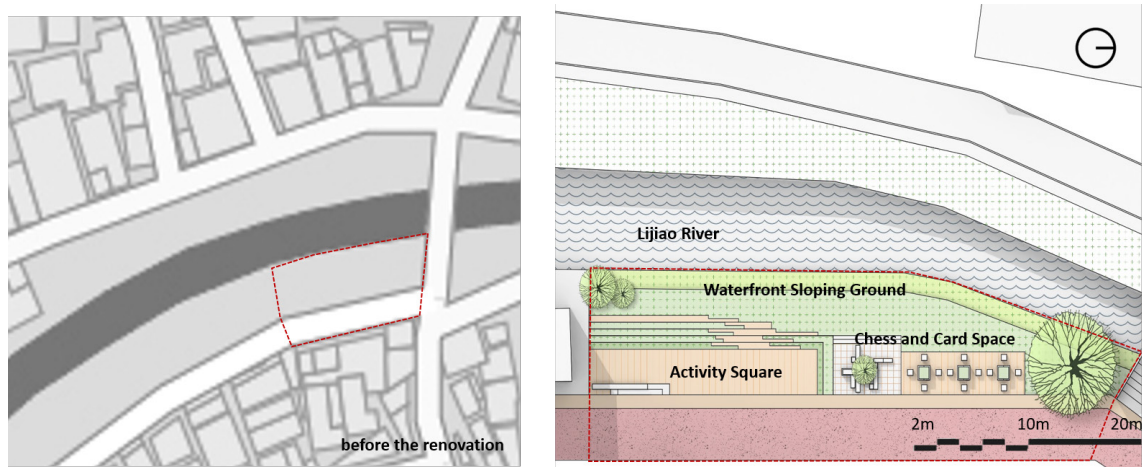 before the renovation
Lijiao River
Waterfront Sloping Ground
Chess and Card Space
Activity Square
2m 10m 20m